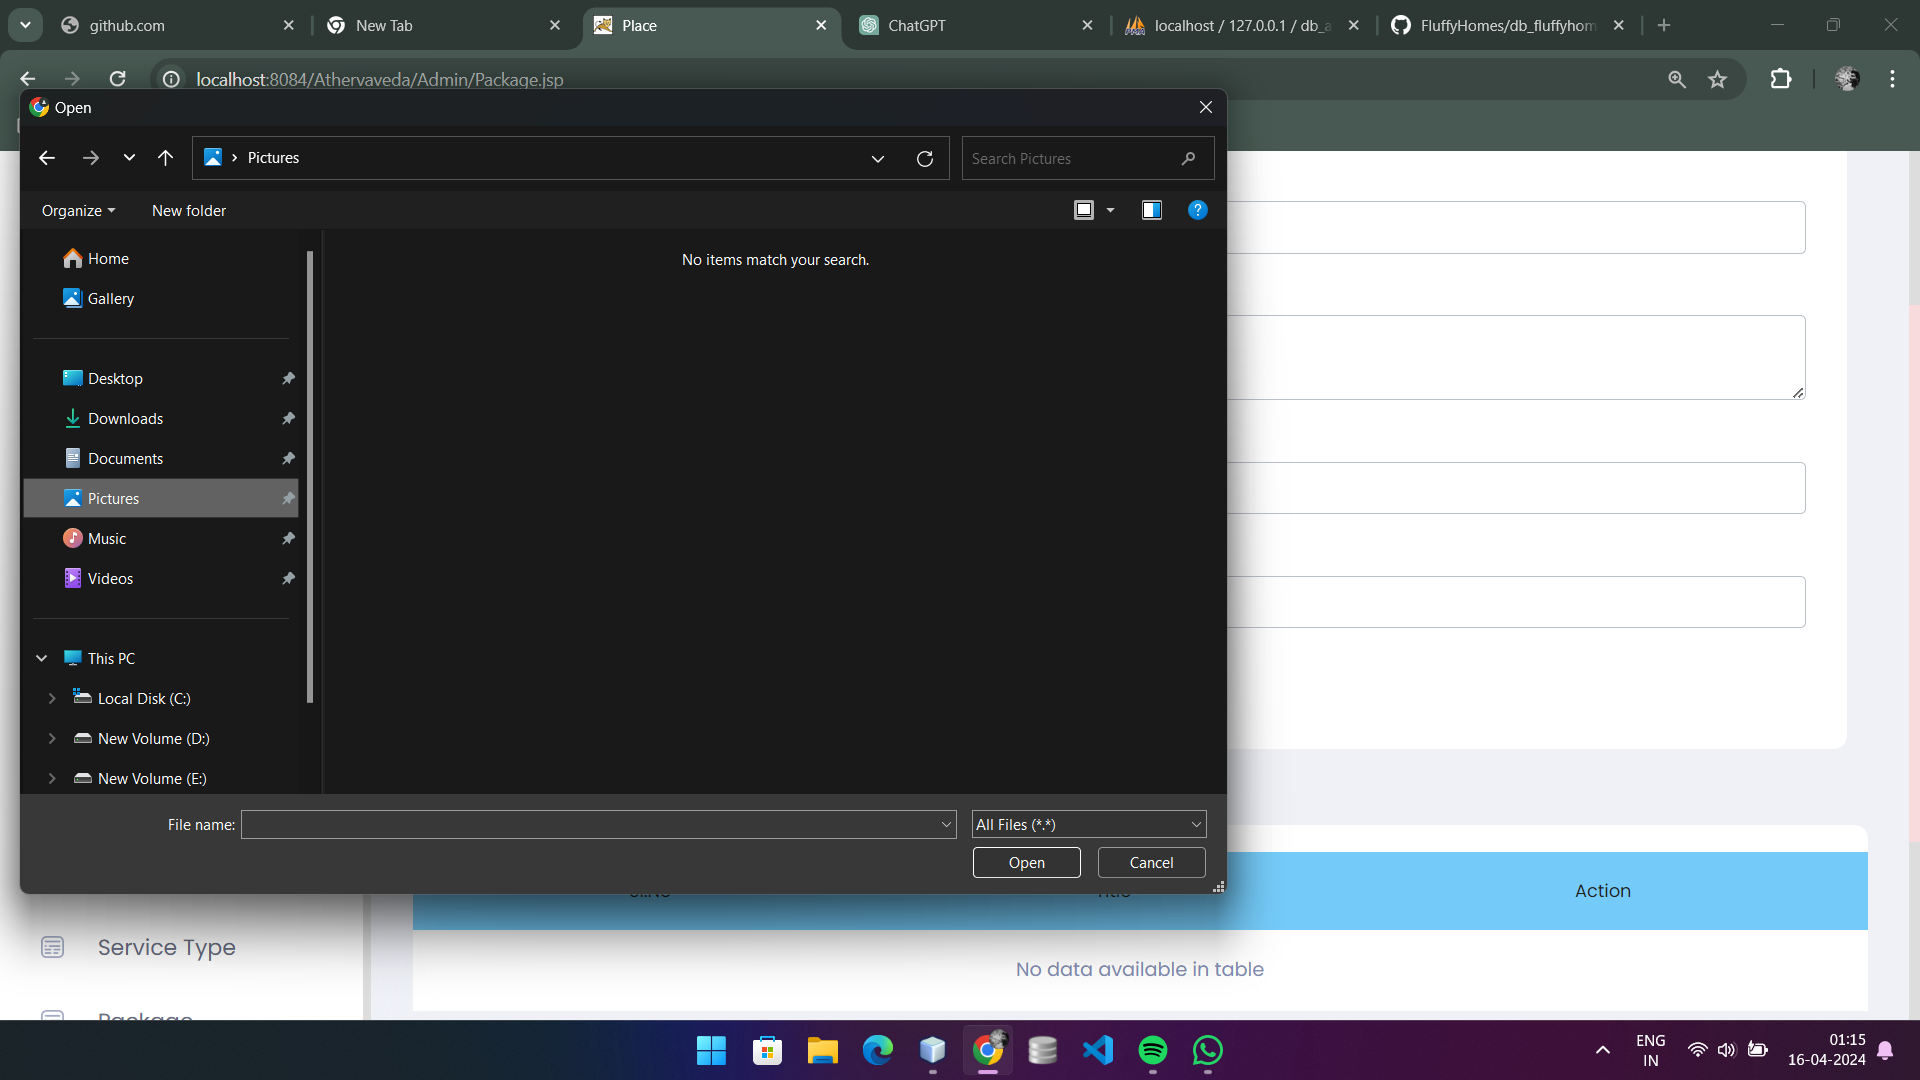 github.com
New Tab
Place
ChatGPT
localhost / 127.0.0.1 / db_a
FluffyHomes/db_fluffyhom
localhost:8084/Athervaveda/Admin/Package.jsp
Open
Pictures
Search Pictures
Organize
New folder
?
Home
Gallery
No items match your search.
Desktop
Downloads
Documents
Pictures
Music
Videos
This PC
Local Disk (C:)
New Volume (D:)
New Volume (E:)
File name:
All Files (*.*)
Open
Cancel
Action
Service Type
No data available in table
Package
ENG
IN
01:15
16-04-2024